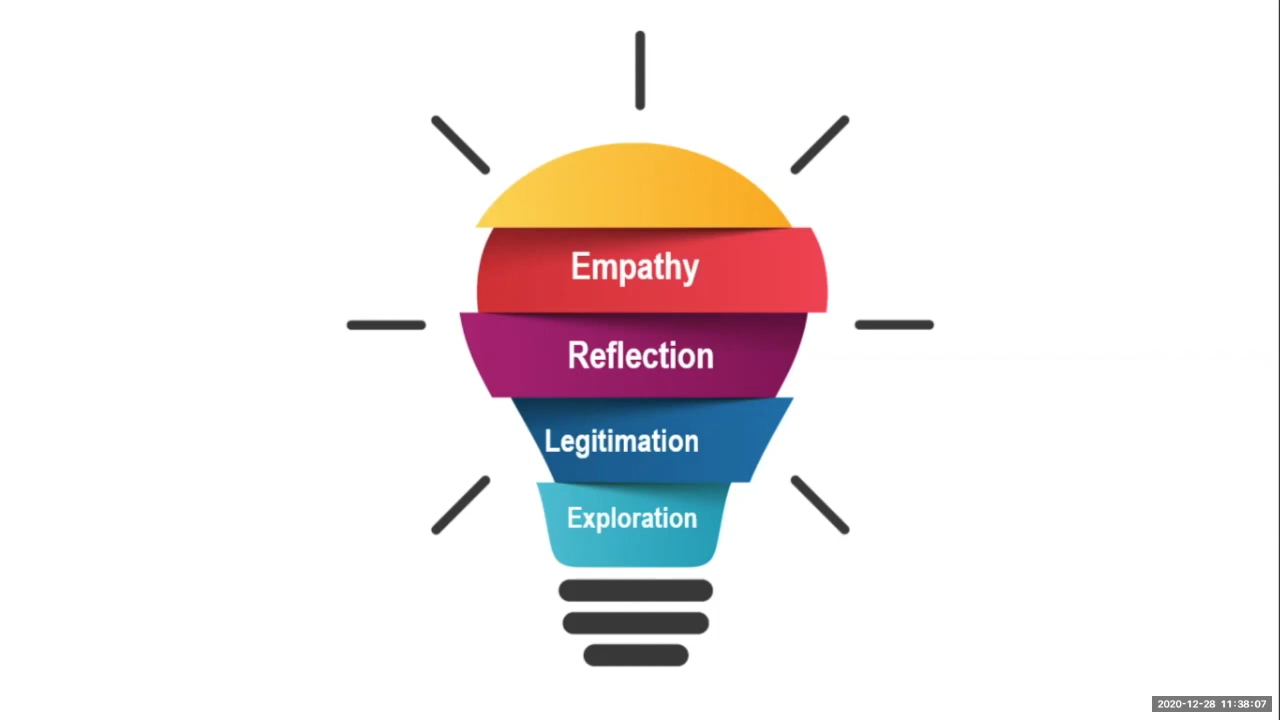 Empathy
Reflection
Legitimation
Exploration
2020-12-28 11:38:07